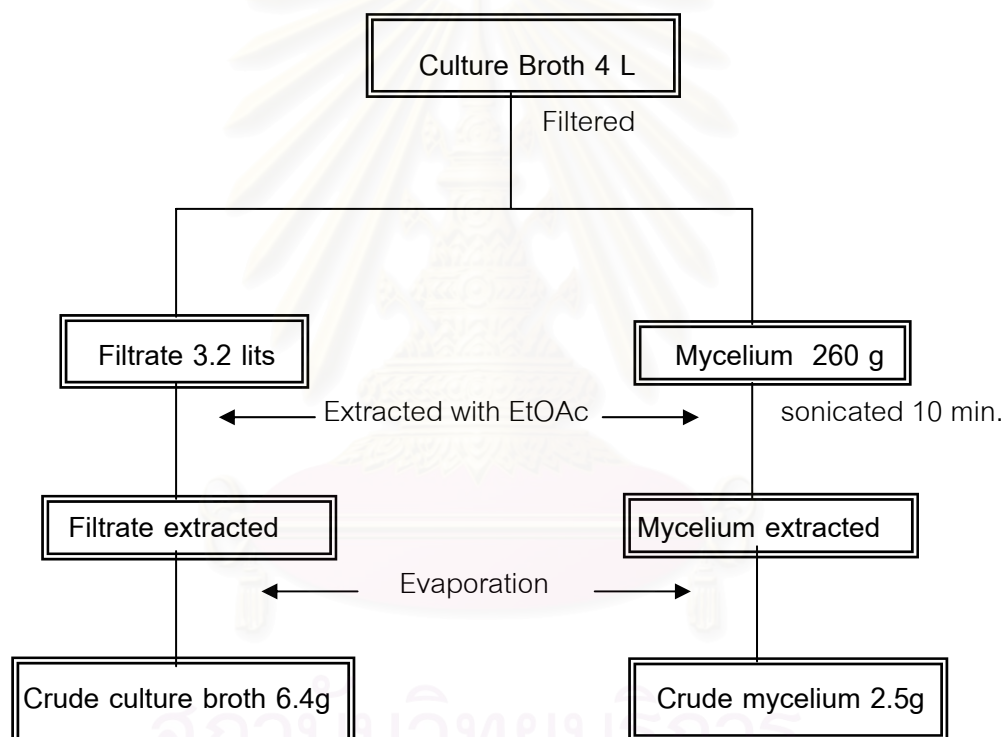 Culture Broth 4 L
Filtered
Filtrate 3.2 lits
Mycelium 260 g
Extracted with EtOAc
sonicated 10 min.
Filtrate extracted
Mycelium extracted
Evaporation
Crude culture broth 6.4g
Crude mycelium 2.5g